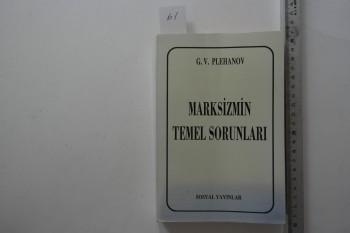 G. V. PLEHANOV
MARKSİZMİN
TEMEL SORUNLARI
SOSYAL YAYINLAR